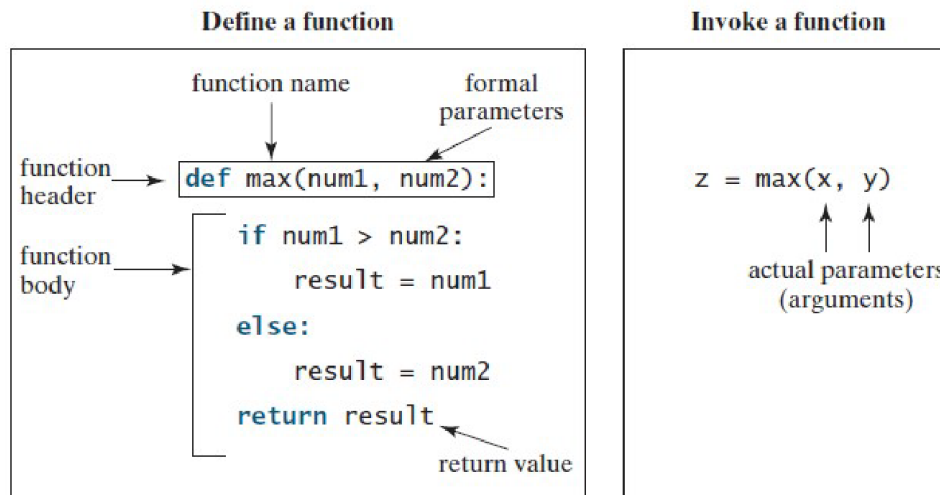 Define a function
function name
formal
parameters
function
header
def max(num1, num2):
function
body
if num1 > num2:
result = num1
else:
result = num2
return result
return value
Invoke a function
z = max(x, y)
actual parameters
(arguments)